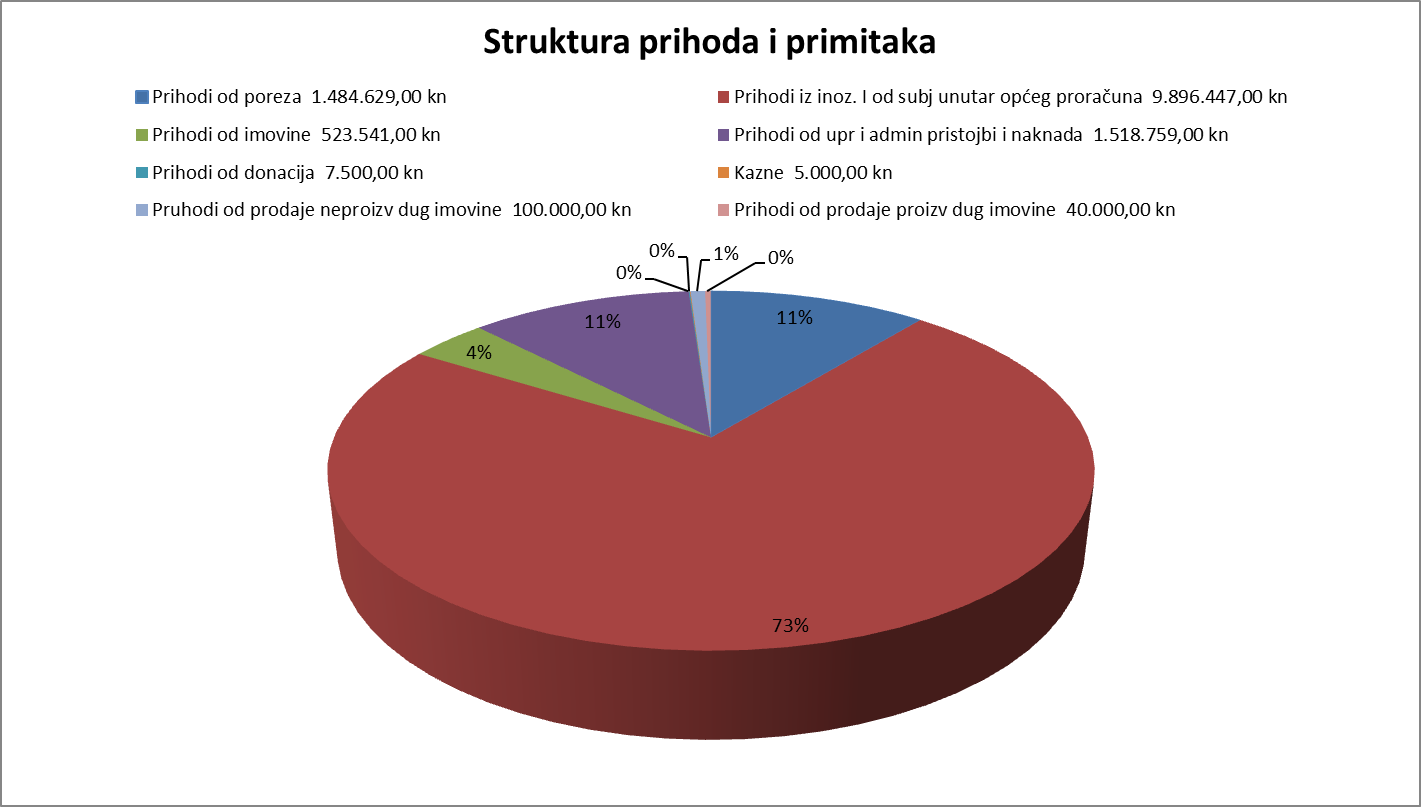 Struktura prihoda i primitaka
Prihodi od poreza  1.484.629,00 kn
Prihodi iz inoz. I od subj unutar općeg proračuna  9.896.447,00 kn
Prihodi od imovine  523.541,00 kn
Prihodi od upr i admin pristojbi i naknada  1.518.759,00 kn
Prihodi od donacija  7.500,00 kn
Kazne  5.000,00 kn
Pruhodi od prodaje neproizv dug imovine  100.000,00 kn
Prihodi od prodaje proizv dug imovine  40.000,00 kn
0%
1%
0%
0%
11%
11%
4%
73%